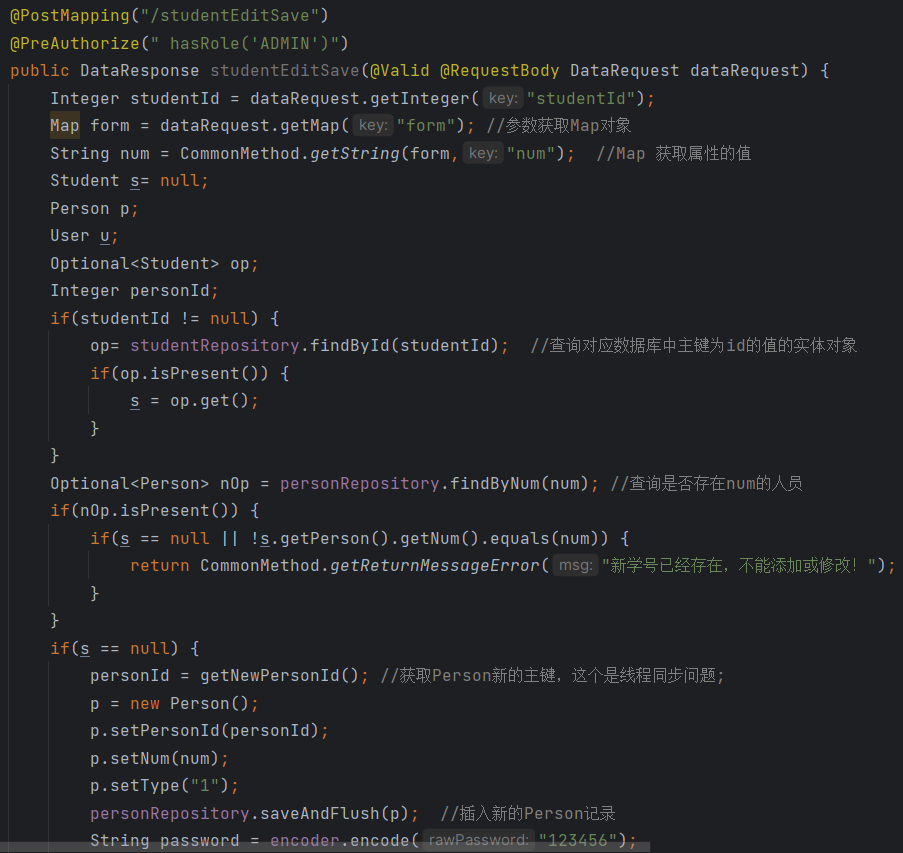 @PostMapping("/studentEditSave")
@PreAuthorize(" hasRole('ADMIN')")
public DataResponse studentEditSave(@Valid @RequestBody DataRequest dataRequest) {
    Integer studentId = dataRequest.getInteger( key: "studentId");
    Map form = dataRequest.getMap( key: "form"); //参数获取Map对象
    String num = CommonMethod.getString(form, key: "num");  //Map 获取属性的值
    Student s= null;
    Person p;
    User u;
    Optional<Student> op;
    Integer personId;
    if(studentId != null) {
        op= studentRepository.findById(studentId);  //查询对应数据库中主键为id的值的实体对象
        if(op.isPresent()) {
            s = op.get();
        }
    }
    Optional<Person> nOp = personRepository.findByNum(num); //查询是否存在num的人员
    if(nOp.isPresent()) {
        if(s == null || !s.getPerson().getNum().equals(num)) {
            return CommonMethod.getReturnMessageError( msg: "新学号已经存在，不能添加或修改！");
        }
    }
    if(s == null) {
        personId = getNewPersonId(); //获取Person新的主键，这个是线程同步问题;
        p = new Person();
        p.setPersonId(personId);
        p.setNum(num);
        p.setType("1");
        personRepository.saveAndFlush(p);  //插入新的Person记录
        String password = encoder.encode( rawPassword: "123456");